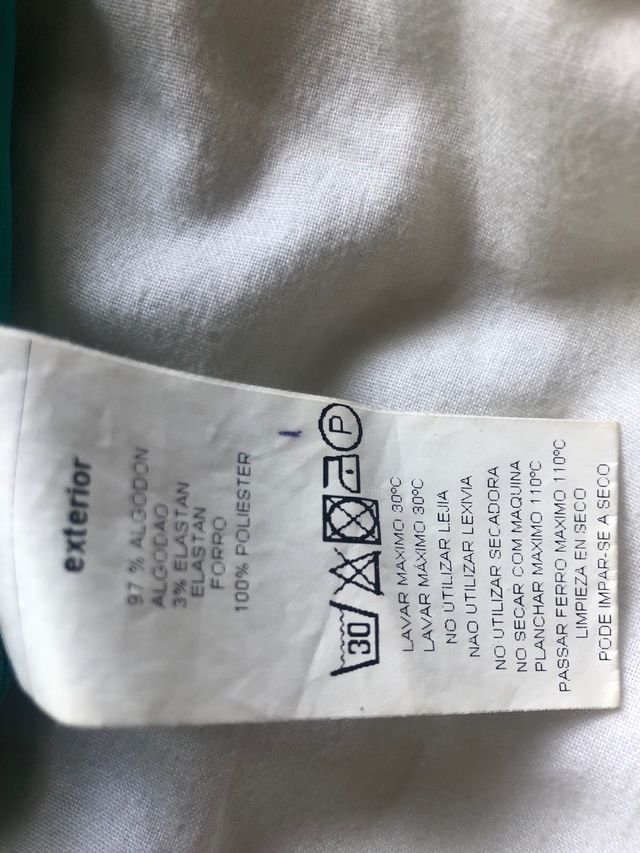 exterior
97 % ALGODON
ALGODAO
3% ELASTAN
ELASTAN
FORRO
100% POLIESTER
30
P
LAVAR MAXIMO 30ºC
LAVAR MÁXIMO 30ºC
NO UTILIZAR LEJIA
NAO UTILIZAR LEXIVIA
NO UTILIZAR SECADORA
NO SECAR COM MAQUINA
PLANCHAR MAXIMO 110ºC
PASSAR FERRO MAXIMO 110ºC
LIMPIEZA EN SECO
PODE IMPAR-SE A SECO